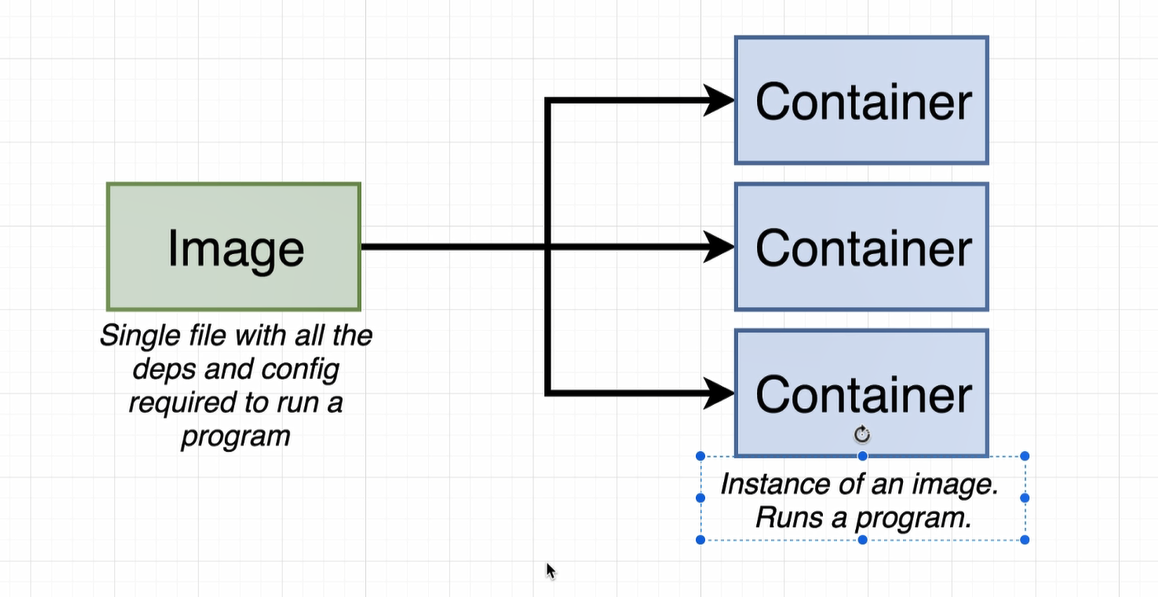 Container
Image
Container
Single file with all the
deps and config
required to run a
program
Container
Instance of an image.
Runs a program.